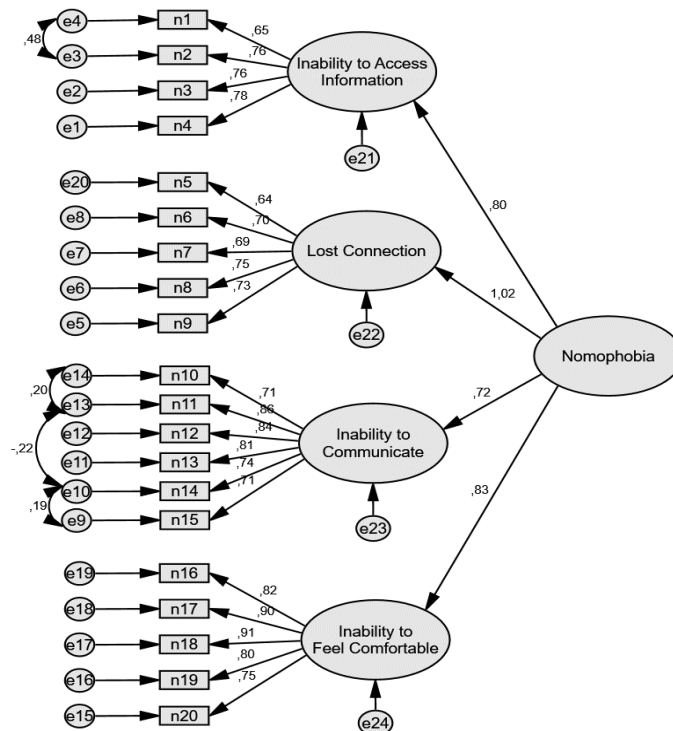 e4 n1 ,65
,48
e3 n2 ,76
Inability to Access
Information
e2 n3 ,76
e1 n4 ,78
e21
,80
e20 n5 ,64
e8 n6 ,70
e7 n7 ,69
Lost Connection
e6 n8 ,75
e5 n9 ,73
e22
1,02
Nomophobia
e14 n10 ,71
,20
e13 n11 ,86
e12 n12 ,84
,72
Inability to
Communicate
-,22
e11 n13 ,81
e10 n14 ,74
,19
e9 n15 ,71
e23
,83
e19 n16 ,82
e18 n17 ,90
e17 n18 ,91
Inability to
Feel Comfortable
e16 n19 ,80
e15 n20 ,75
e24